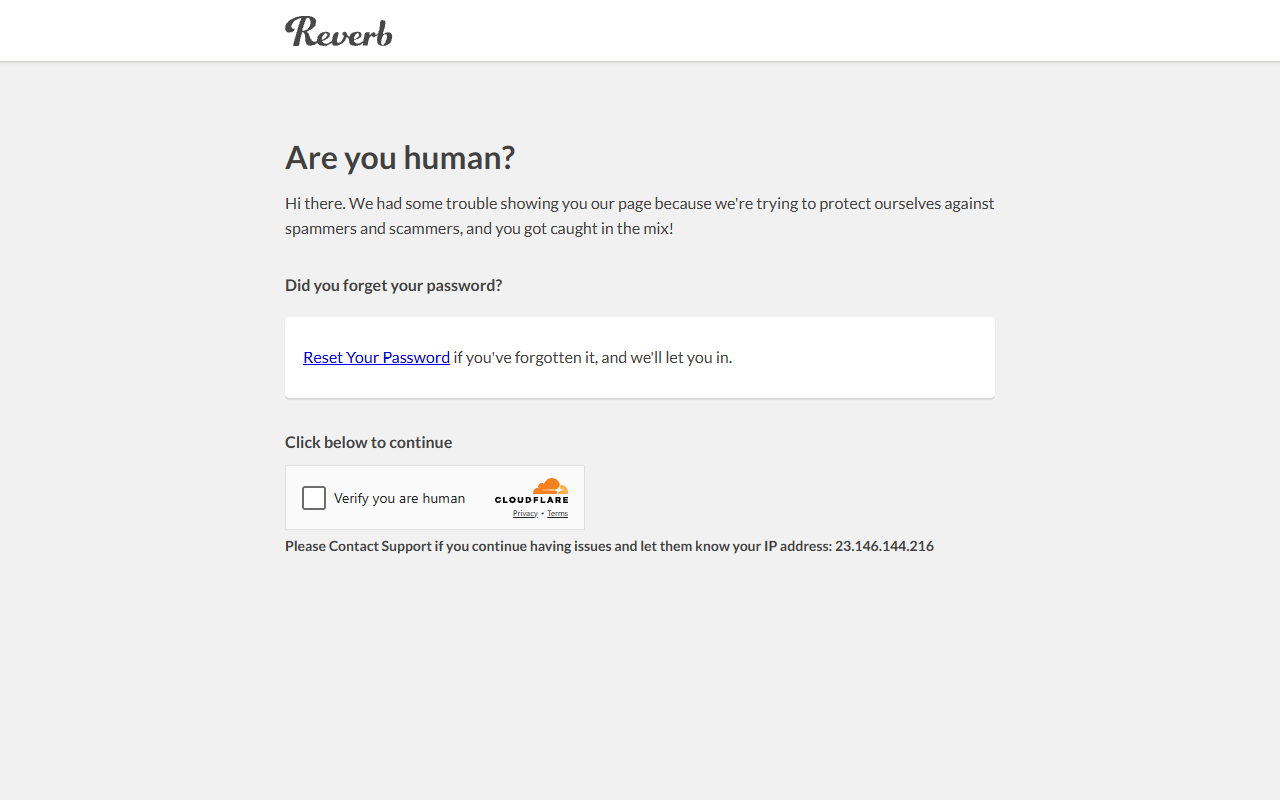 Reverb
Are you human?
Hi there. We had some trouble showing you our page because we're trying to protect ourselves against
spammers and scammers, and you got caught in the mix!
Did you forget your password?
Reset Your Password if you've forgotten it, and we'll let you in.
Click below to continue
Verify you are human
CLOUDFLARE
Privacy • Terms
Please Contact Support if you continue having issues and let them know your IP address: 23.146.144.216